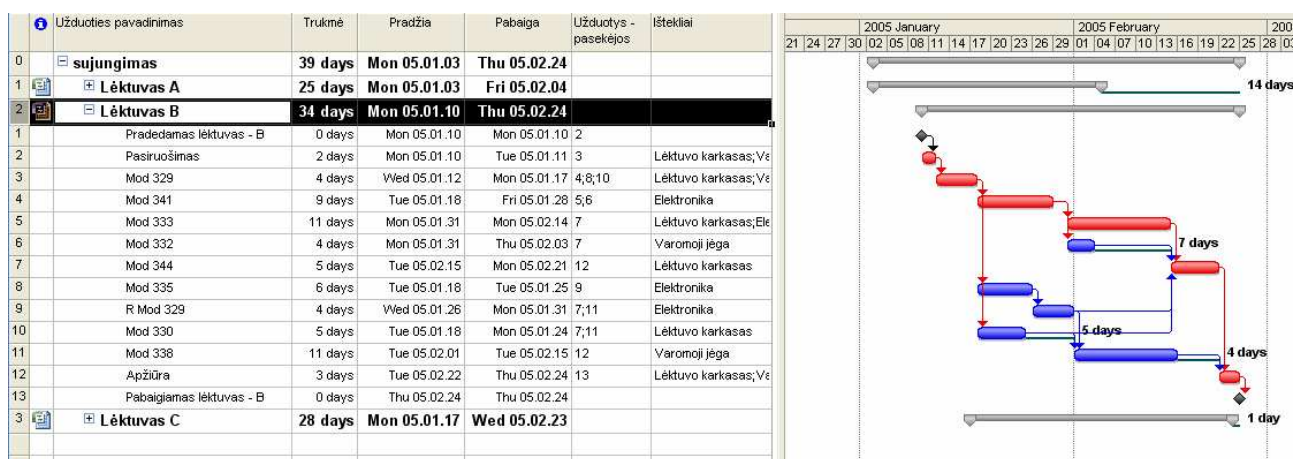 Užduoties pavadinimas Trukmė Pradžia Pabaiga Užduotys - pasekėjos Ištekliai
2005 January 2005 February 200
21 24 27 30 02 05 08 11 14 17 20 23 26 29 01 04 07 10 13 16 19 22 25 28 03
0 sujungimas 39 days Mon 05.01.03 Thu 05.02.24
1 Lėktuvas A 25 days Mon 05.01.03 Fri 05.02.04 14 days
2 Lėktuvas B 34 days Mon 05.01.10 Thu 05.02.24
1 Pradedamas lėktuvas - B 0 days Mon 05.01.10 Mon 05.01.10 2
2 Pasiruošimas 2 days Mon 05.01.10 Tue 05.01.11 3 Lėktuvo karkasas;Va
3 Mod 329 4 days Wed 05.01.12 Mon 05.01.17 4;8;10 Lėktuvo karkasas;Va
4 Mod 341 9 days Tue 05.01.18 Fri 05.01.28 5;6 Elektronika
5 Mod 333 11 days Mon 05.01.31 Mon 05.02.14 7 Lėktuvo karkasas;Ele
6 Mod 332 4 days Mon 05.01.31 Thu 05.02.03 7 Varomoji jėga 7 days
7 Mod 344 5 days Tue 05.02.15 Mon 05.02.21 12 Lėktuvo karkasas
8 Mod 335 6 days Tue 05.01.18 Tue 05.01.25 9 Elektronika
9 R Mod 329 4 days Wed 05.01.26 Mon 05.01.31 7;11 Elektronika
10 Mod 330 5 days Tue 05.01.18 Mon 05.01.24 7;11 Lėktuvo karkasas 5 days
11 Mod 338 11 days Tue 05.02.01 Tue 05.02.15 12 Varomoji jėga 4 days
12 Apžiūra 3 days Tue 05.02.22 Thu 05.02.24 13 Lėktuvo karkasas;Va
13 Pabaigiamas lėktuvas - B 0 days Thu 05.02.24 Thu 05.02.24
3 Lėktuvas C 28 days Mon 05.01.17 Wed 05.02.23 1 day